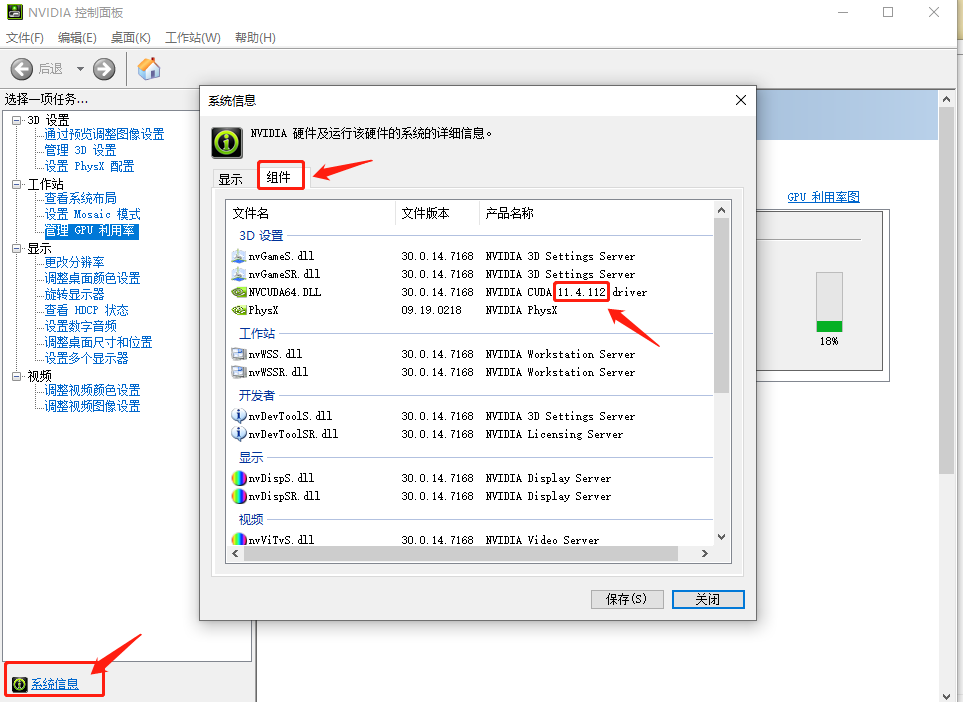 NVIDIA 控制面板
文件(F) 编辑(E) 桌面(K) 工作站(W) 帮助(H)
后退
选择一项任务...
3D 设置
通过预览调整图像设置
管理 3D 设置
设置 PhysX 配置
工作站
查看系统布局
设置 Mosaic 模式
管理 GPU 利用率
显示
更改分辨率
调整桌面颜色设置
旋转显示器
查看 HDCP 状态
设置数字音频
调整桌面尺寸和位置
设置多个显示器
视频
调整视频颜色设置
调整视频图像设置
系统信息
系统信息
NVIDIA 硬件及运行该硬件的系统的详细信息。
显示 组件
文件名 文件版本 产品名称
3D 设置
nvGameS.dll 30.0.14.7168 NVIDIA 3D Settings Server
nvGameSR.dll 30.0.14.7168 NVIDIA 3D Settings Server
NVCUDA64.DLL 30.0.14.7168 NVIDIA CUDA 11.4.112 driver
PhysX 09.19.0218 NVIDIA PhysX
工作站
nvWSS.dll 30.0.14.7168 NVIDIA Workstation Server
nvWSSR.dll 30.0.14.7168 NVIDIA Workstation Server
开发者
nvDevToolS.dll 30.0.14.7168 NVIDIA 3D Settings Server
nvDevToolSR.dll 30.0.14.7168 NVIDIA Licensing Server
显示
nvDispS.dll 30.0.14.7168 NVIDIA Display Server
nvDispSR.dll 30.0.14.7168 NVIDIA Display Server
视频
nvViTvS.dll 30.0.14.7168 NVIDIA Video Server
保存(S) 关闭
GPU 利用率图
18%